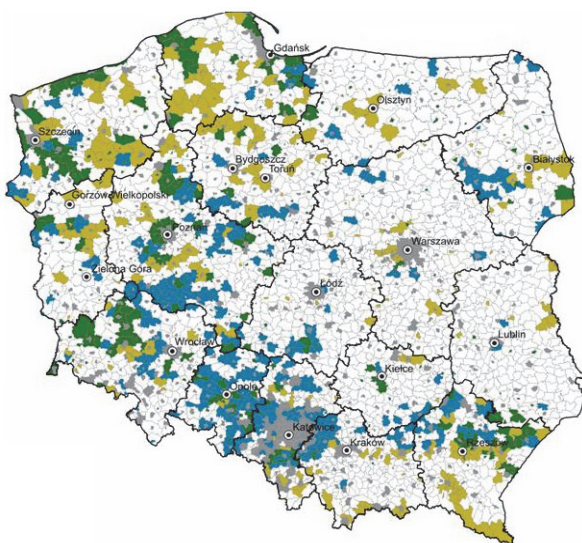 Gdańsk
Olsztyn
Szczecin
Bydgoszcz
Toruń
Białystok
Gorzów Wielkopolski
Poznań
Warszawa
Zielona Góra
Łódź
Wrocław
Lublin
Opole
Kielce
Katowice
Kraków
Rzeszów